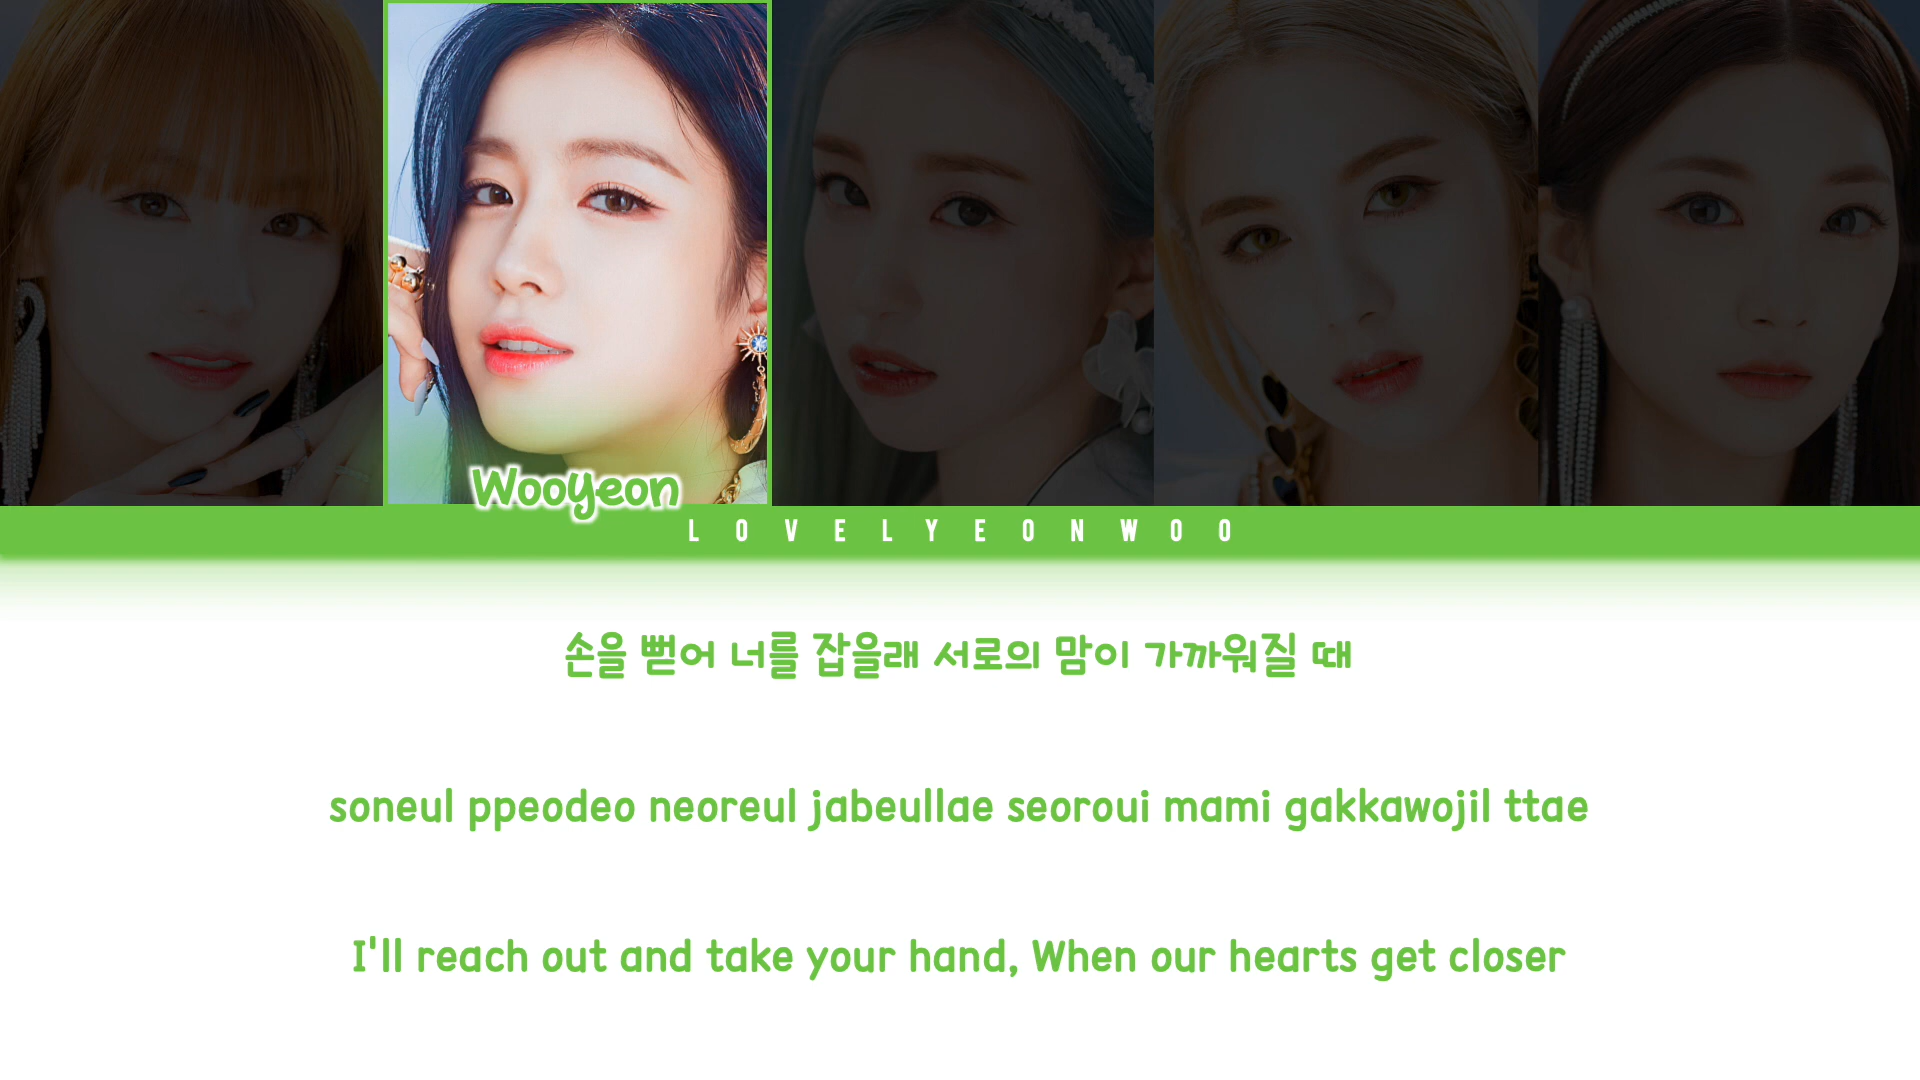 Wooyeon
LOVELYEONWOO
손을 뻗어 너를 잡을래 서로의 맘이 가까워질 때
soneul ppeodeo neoreul jabeullae seoroui mami gakkawojil ttae
I'll reach out and take your hand, When our hearts get closer